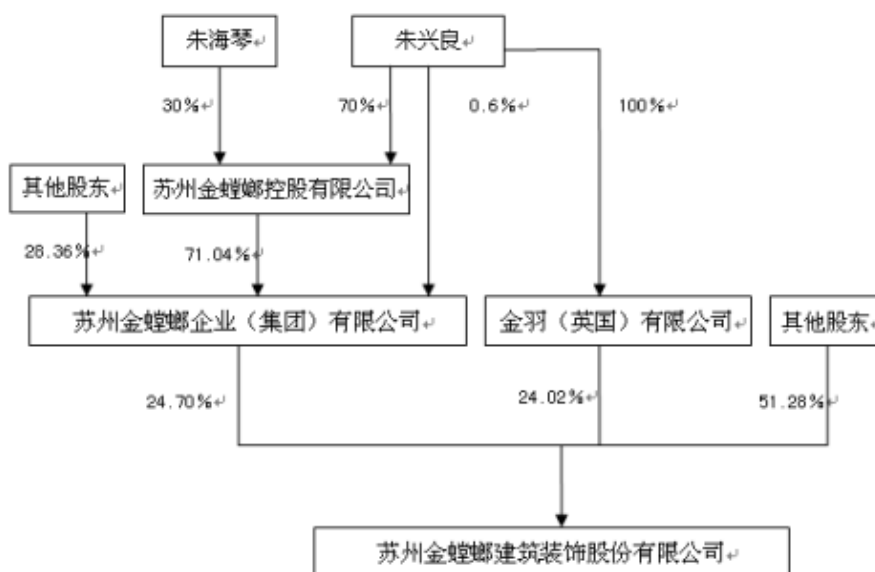 朱海琴
朱兴良
30%
70%
0.6%
100%
其他股东
苏州金螳螂控股有限公司
28.36%
71.04%
苏州金螳螂企业（集团）有限公司
金羽（英国）有限公司
其他股东
24.70%
24.02%
51.28%
苏州金螳螂建筑装饰股份有限公司